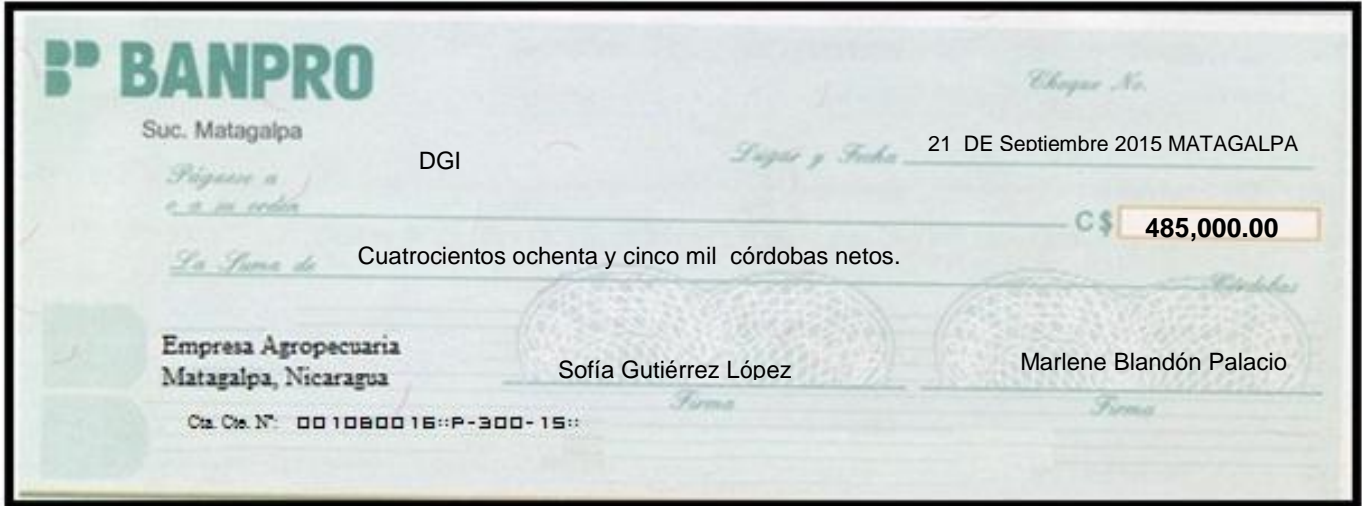 BANPRO
Cheque No.
Suc. Matagalpa
21 DE Septiembre 2015 MATAGALPA
DGI
Lugar y Fecha
Páguese a
o a su orden
C$ 485,000.00
La Suma de Cuatrocientos ochenta y cinco mil córdobas netos.
Córdobas
Empresa Agropecuaria
Matagalpa, Nicaragua
Sofía Gutiérrez López
Marlene Blandón Palacio
Firma
Firma
Cta. Cte. N°: 001080016::P-300-15::